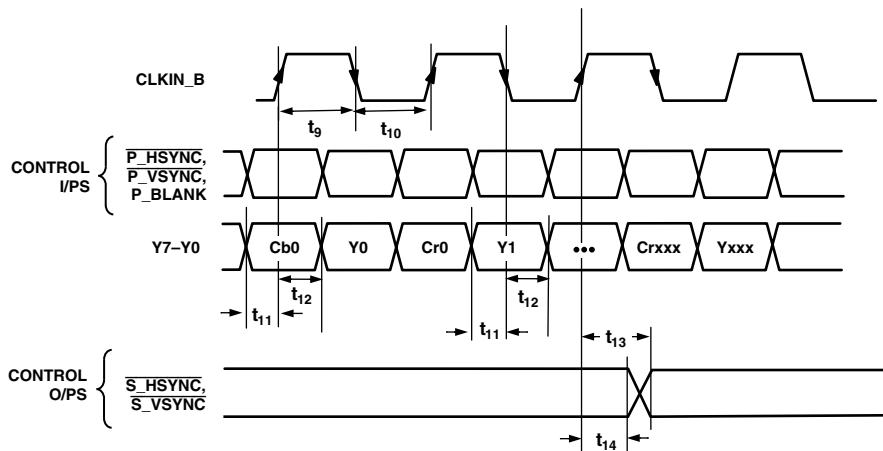 CLKIN_B
t9
t10
CONTROL
I/PS
P_HSYNC,
P_VSYNC,
P_BLANK
Y7–Y0
Cb0
Y0
Cr0
Y1
•••
Crxxx
Yxxx
t12
t12
t11
t11
t13
CONTROL
O/PS
S_HSYNC,
S_VSYNC
t14